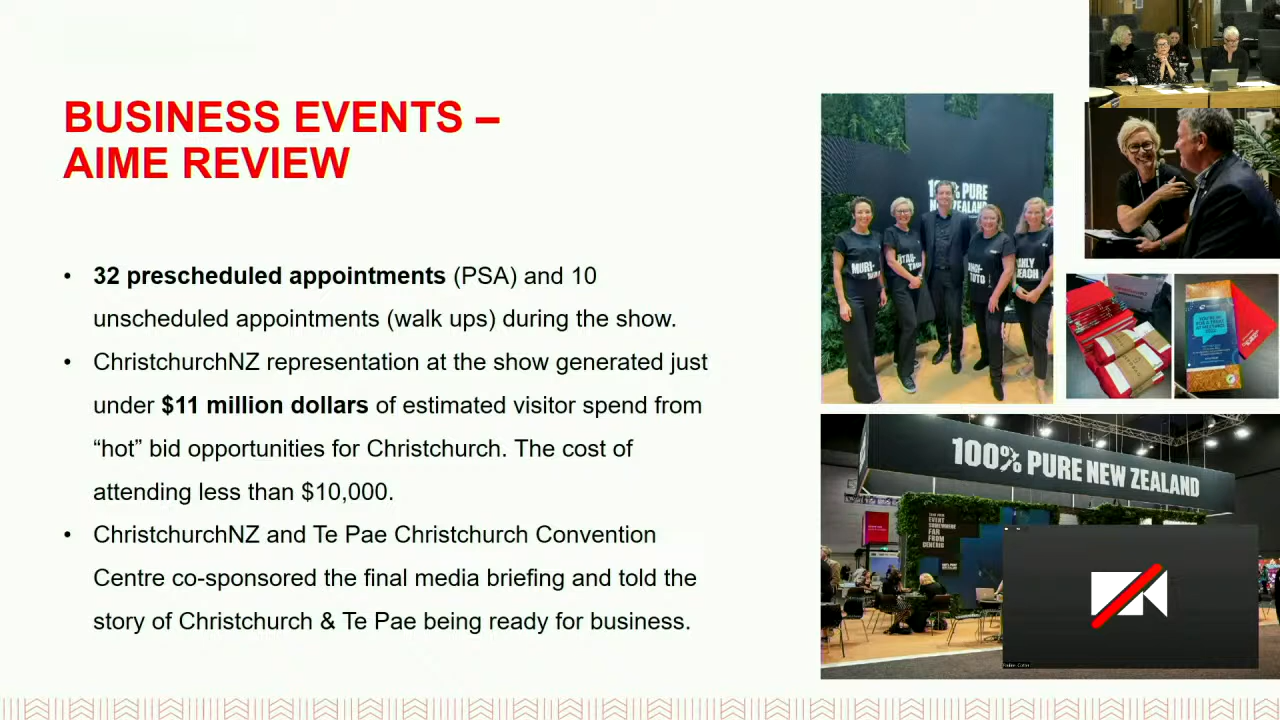 BUSINESS EVENTS –
AIME REVIEW
• 32 prescheduled appointments (PSA) and 10
unscheduled appointments (walk ups) during the show.
• ChristchurchNZ representation at the show generated just
under $11 million dollars of estimated visitor spend from
“hot” bid opportunities for Christchurch. The cost of
attending less than $10,000.
• ChristchurchNZ and Te Pae Christchurch Convention
Centre co-sponsored the final media briefing and told the
story of Christchurch & Te Pae being ready for business.
100% PURE
NEW ZEALAND
100% PURE NEW ZEALAND